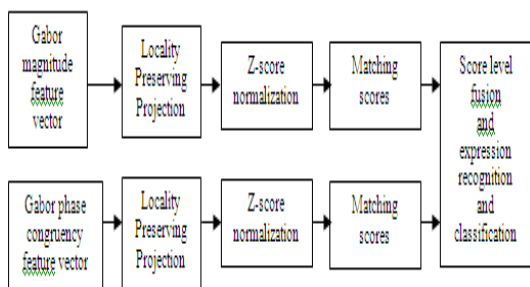 Gabor
magnitude
feature
vector
Locality
Preserving
Projection
Z-score
normalization
Matching
scores
Score level
fusion
and
expression
recognition
and
classification
Gabor phase
congruency
feature vector
Locality
Preserving
Projection
Z-score
normalization
Matching
scores